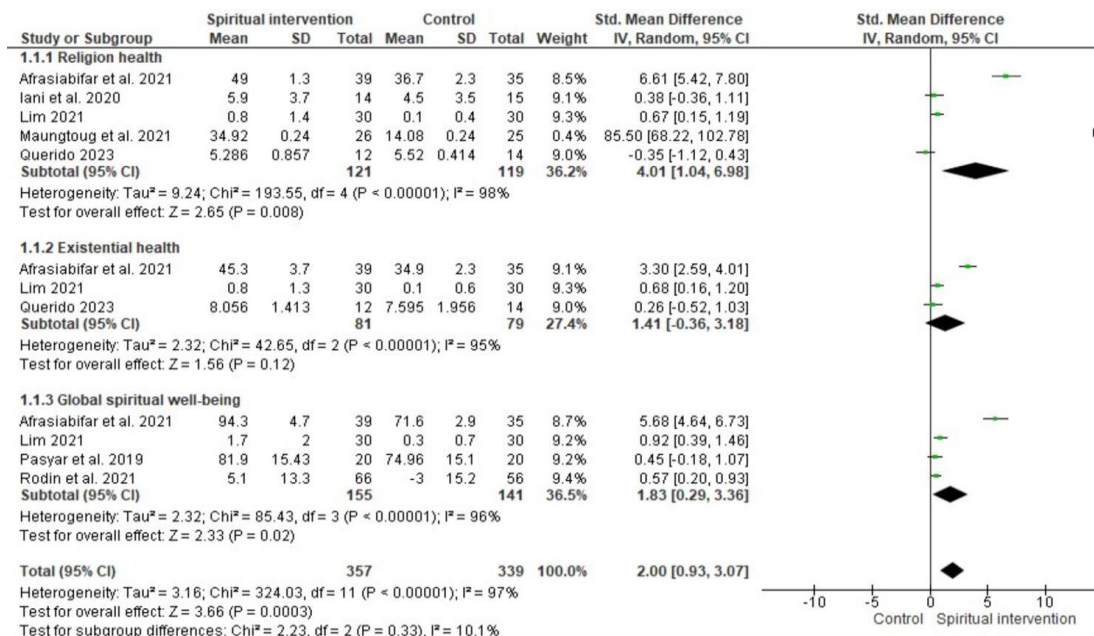 Spiritual intervention Control Std. Mean Difference Std. Mean Difference
Study or Subgroup Mean SD Total Mean SD Total Weight IV, Random, 95% CI IV, Random, 95% CI
1.1.1 Religion health
Afrasiabifar et al. 2021 49 1.3 39 36.7 2.3 35 8.5% 6.61 [5.42, 7.80]
Iani et al. 2020 5.9 3.7 14 4.5 3.5 15 9.1% 0.38 [-0.36, 1.11]
Lim 2021 0.8 1.4 30 0.1 0.4 30 9.3% 0.67 [0.15, 1.19]
Maungtoug et al. 2021 34.92 0.24 26 14.08 0.24 25 0.4% 85.50 [68.22, 102.78]
Querido 2023 5.286 0.857 12 5.52 0.414 14 9.0% -0.35 [-1.12, 0.43]
Subtotal (95% CI) 121 119 36.2% 4.01 [1.04, 6.98]
Heterogeneity: Tau² = 9.24; Chi² = 193.55, df = 4 (P < 0.00001); I² = 98%
Test for overall effect: Z = 2.65 (P = 0.008)
1.1.2 Existential health
Afrasiabifar et al. 2021 45.3 3.7 39 34.9 2.3 35 9.1% 3.30 [2.59, 4.01]
Lim 2021 0.8 1.3 30 0.1 0.6 30 9.3% 0.68 [0.16, 1.20]
Querido 2023 8.056 1.413 12 7.595 1.956 14 9.0% 0.26 [-0.52, 1.03]
Subtotal (95% CI) 81 79 27.4% 1.41 [-0.36, 3.18]
Heterogeneity: Tau² = 2.32; Chi² = 42.65, df = 2 (P < 0.00001); I² = 95%
Test for overall effect: Z = 1.56 (P = 0.12)
1.1.3 Global spiritual well-being
Afrasiabifar et al. 2021 94.3 4.7 39 71.6 2.9 35 8.7% 5.68 [4.64, 6.73]
Lim 2021 1.7 2 30 0.3 0.7 30 9.2% 0.92 [0.39, 1.46]
Pasyar et al. 2019 81.9 15.43 20 74.96 15.1 20 9.2% 0.45 [-0.18, 1.07]
Rodin et al. 2021 5.1 13.3 66 -3 15.2 56 9.4% 0.57 [0.20, 0.93]
Subtotal (95% CI) 155 141 36.5% 1.83 [0.29, 3.36]
Heterogeneity: Tau² = 2.32; Chi² = 85.43, df = 3 (P < 0.00001); I² = 96%
Test for overall effect: Z = 2.33 (P = 0.02)
Total (95% CI) 357 339 100.0% 2.00 [0.93, 3.07]
Heterogeneity: Tau² = 3.16; Chi² = 324.03, df = 11 (P < 0.00001); I² = 97%
Test for overall effect: Z = 3.66 (P = 0.0003)
Test for subgroup differences: Chi² = 2.23, df = 2 (P = 0.33), I² = 10.1%
-10 -5 0 5 10
Control Spiritual intervention